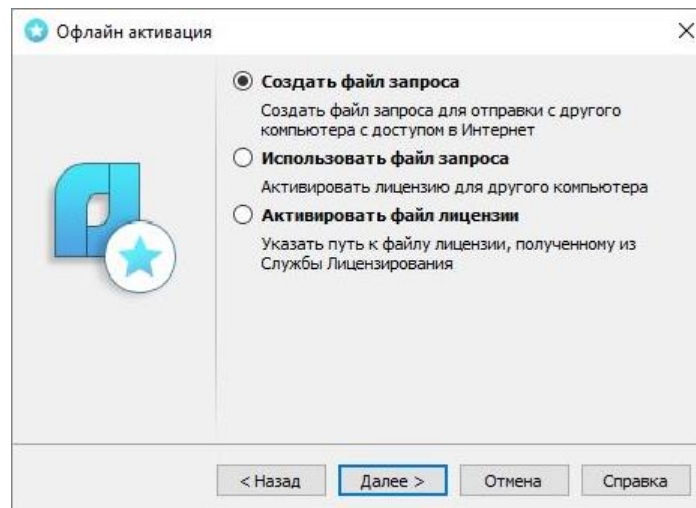 Офлайн активация
Создать файл запроса
Создать файл запроса для отправки с другого
компьютера с доступом в Интернет
Использовать файл запроса
Активировать лицензию для другого компьютера
Активировать файл лицензии
Указать путь к файлу лицензии, полученному из
Службы Лицензирования
< Назад
Далее >
Отмена
Справка